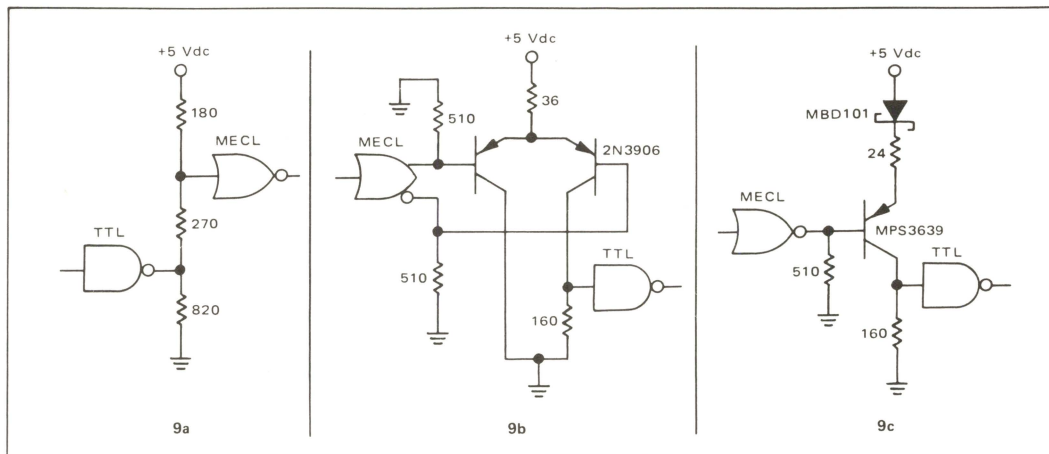 +5 Vdc
180
MECL
270
TTL
820
9a
+5 Vdc
36
510
MECL
2N3906
510
TTL
160
9b
+5 Vdc
MBD101
24
MECL
MPS3639
510
TTL
160
9c